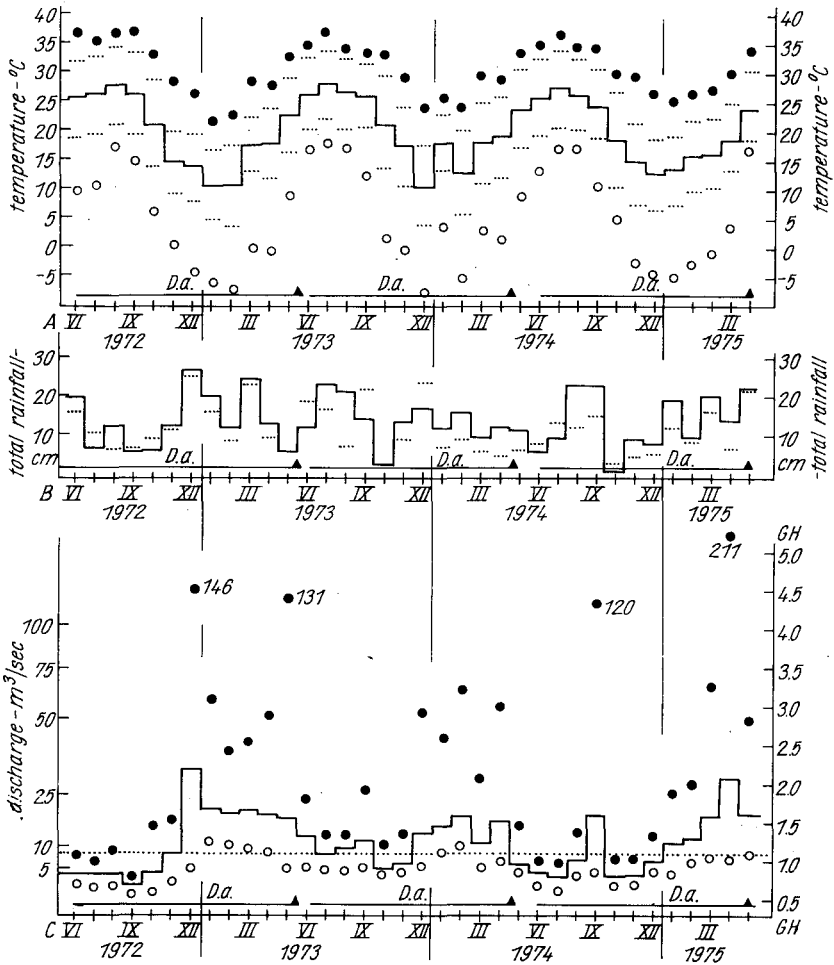 40 40
35 35
30 30
25 25
20 20
15 15
10 10
5 5
0 0
-5 -5
temperature - °C temperature - °C
D.a. D.a. D.a.
A VI IX XII III VI IX XII III VI IX XII III
1972 1973 1974 1975
30 30
20 20
10 10
cm cm
total rainfall- -total rainfall
D.a. D.a. D.a.
B VI IX XII III VI IX XII III VI IX XII III
1972 1973 1974 1975
GH
211
5.0
146 131 120
4.5
100 4.0
75 3.5
50 3.0
2.5
25 2.0
10 1.5
5 1.0
0.5
discharge - m³/sec
D.a. D.a. D.a.
C VI IX XII III VI IX XII III VI IX XII III GH
1972 1973 1974 1975